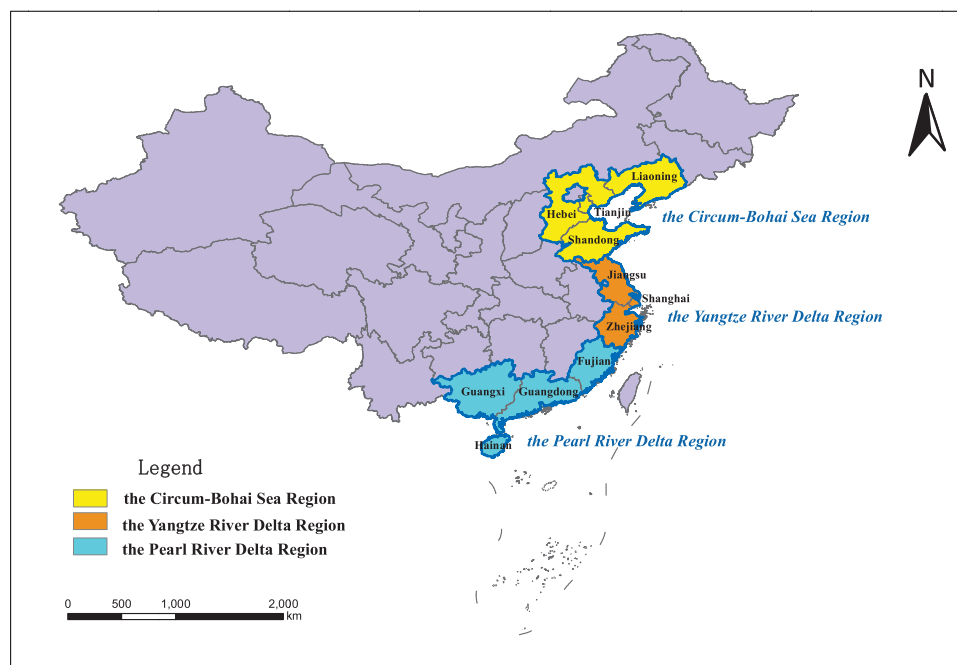 N
Liaoning
Hebei
Tianjin
the Circum-Bohai Sea Region
Shandong
Jiangsu
Shanghai
the Yangtze River Delta Region
Zhejiang
Fujian
Guangxi
Guangdong
the Pearl River Delta Region
Hainan
Legend
the Circum-Bohai Sea Region
the Yangtze River Delta Region
the Pearl River Delta Region
0 500 1,000 2,000
km